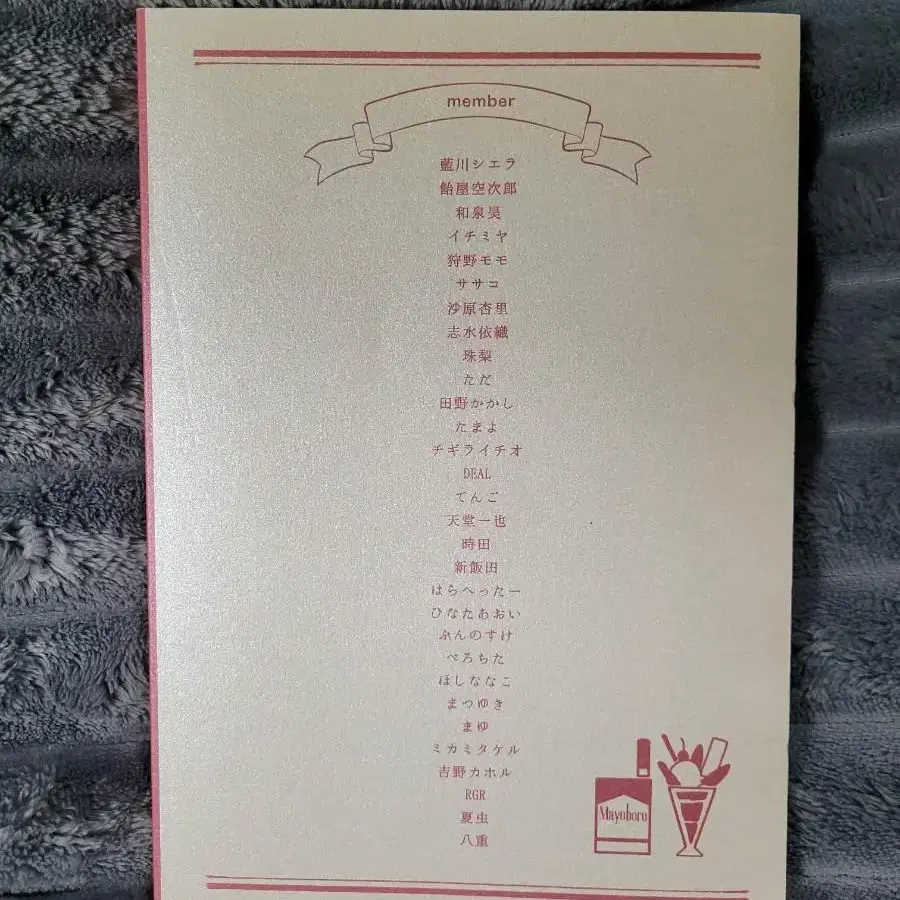 member
藍川シエラ
飴屋空次郎
和泉昊
イチミヤ
狩野モモ
ササコ
沙原杏里
志水依織
珠梨
ただ
田野かかし
たまよ
チギライチオ
DEAL
てんご
天堂一也
時田
新飯田
はらへったー
ひなたあおい
ぶんのすけ
ぺろちた
ほしななこ
まつゆき
まゆ
ミカミタケル
吉野カホル
RGR
夏虫
八重
Mayoboro